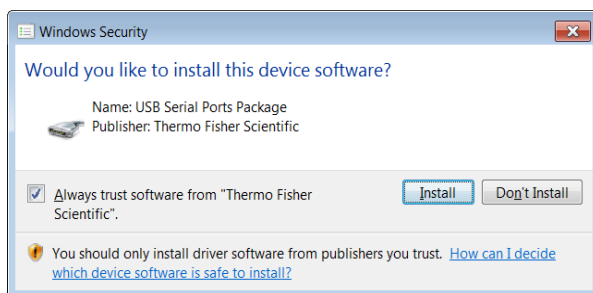 Windows Security
Would you like to install this device software?
Name: USB Serial Ports Package
Publisher: Thermo Fisher Scientific
Always trust software from "Thermo Fisher
Scientific".
Install
Don't Install
You should only install driver software from publishers you trust. How can I decide
which device software is safe to install?